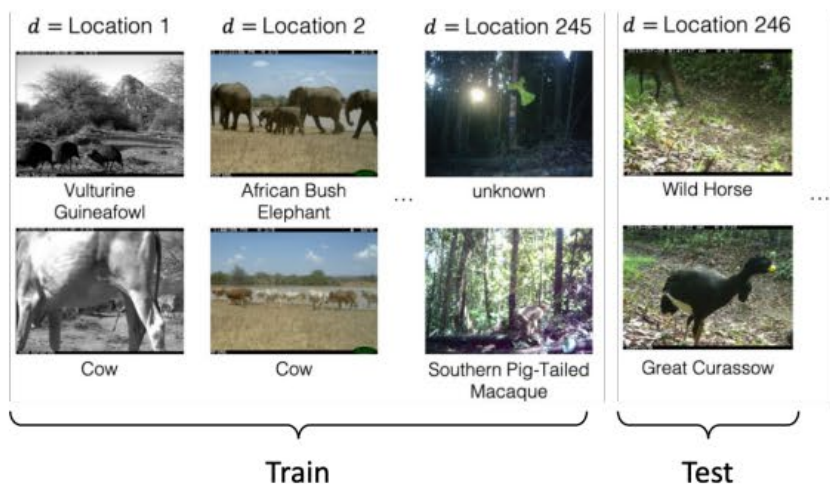 d = Location 1
d = Location 2
d = Location 245
d = Location 246
Vulturine
Guineafowl
African Bush
Elephant
...
unknown
Wild Horse
...
Cow
Cow
Southern Pig-Tailed
Macaque
Great Curassow
Train
Test